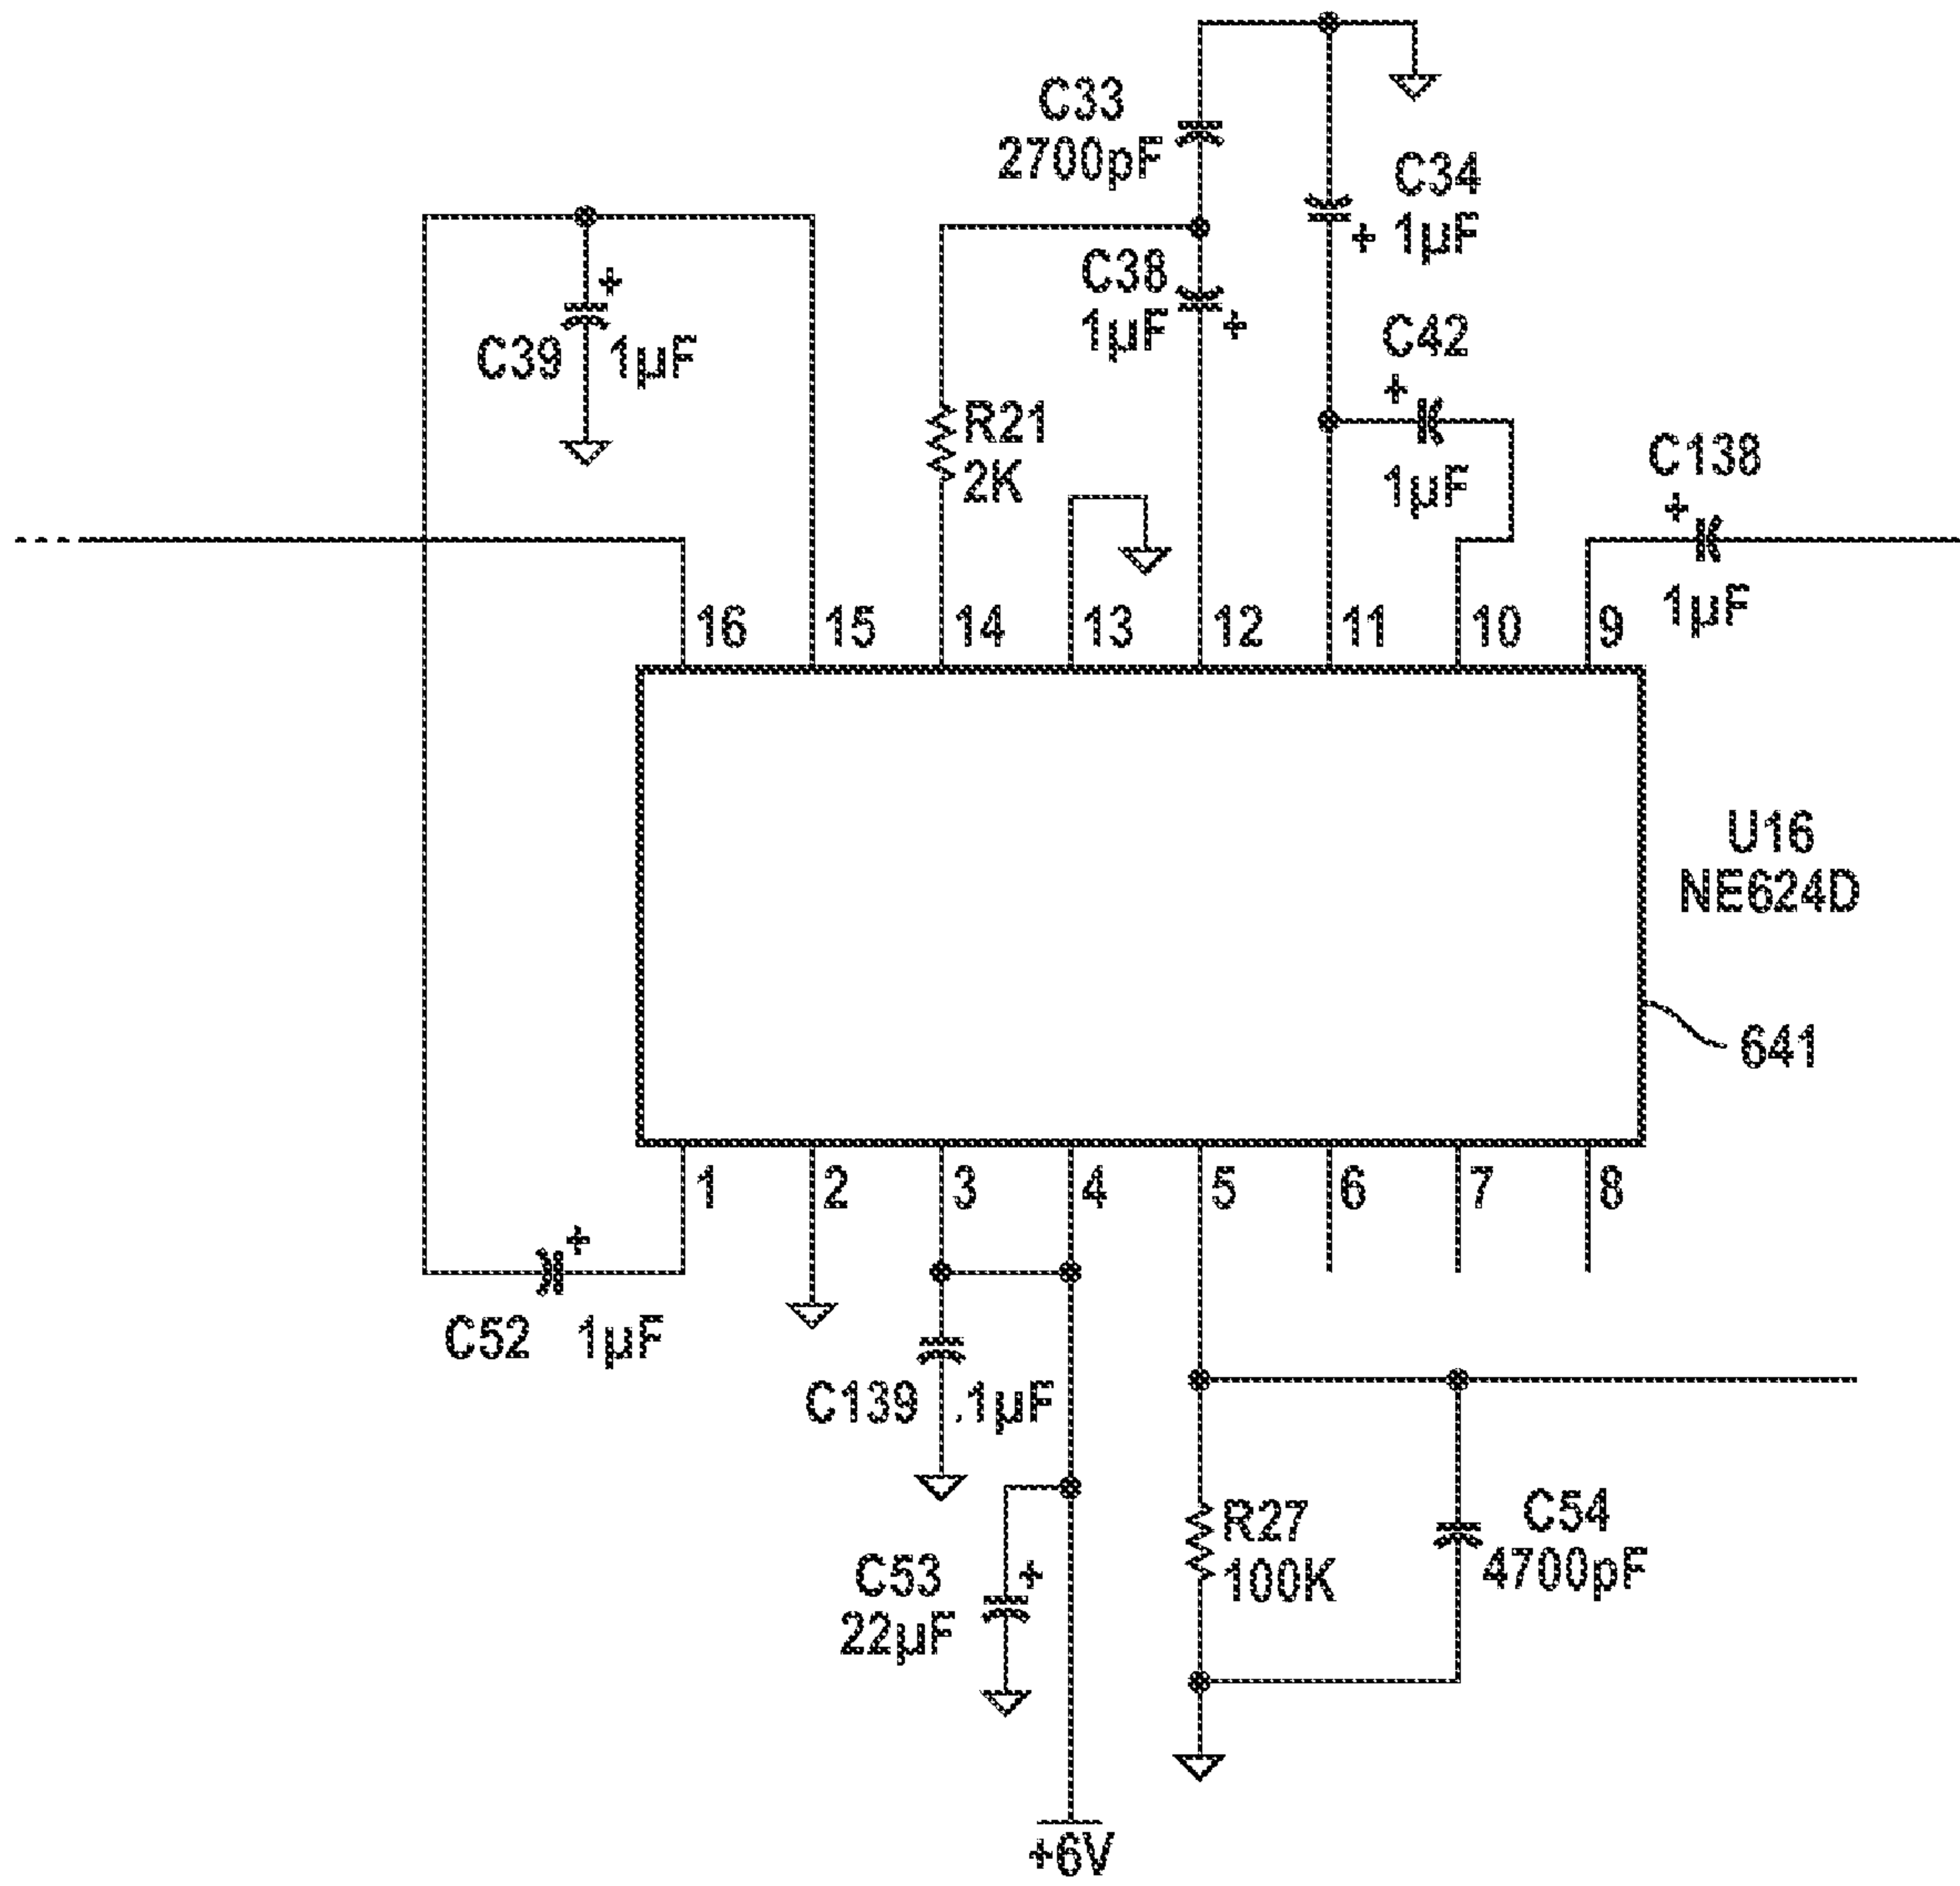 C33
2700pF
C34
+ 1µF
C38
1µF
+
+
C39 1µF
C42
+
1µF
R21
2K
C138
+
1µF
16 15 14 13 12 11 10 9
U16
NE624D
641
1 2 3 4 5 6 7 8
+
C52 1µF
C139 .1µF
C53
22µF
+
R27
100K
C54
4700pF
+6V